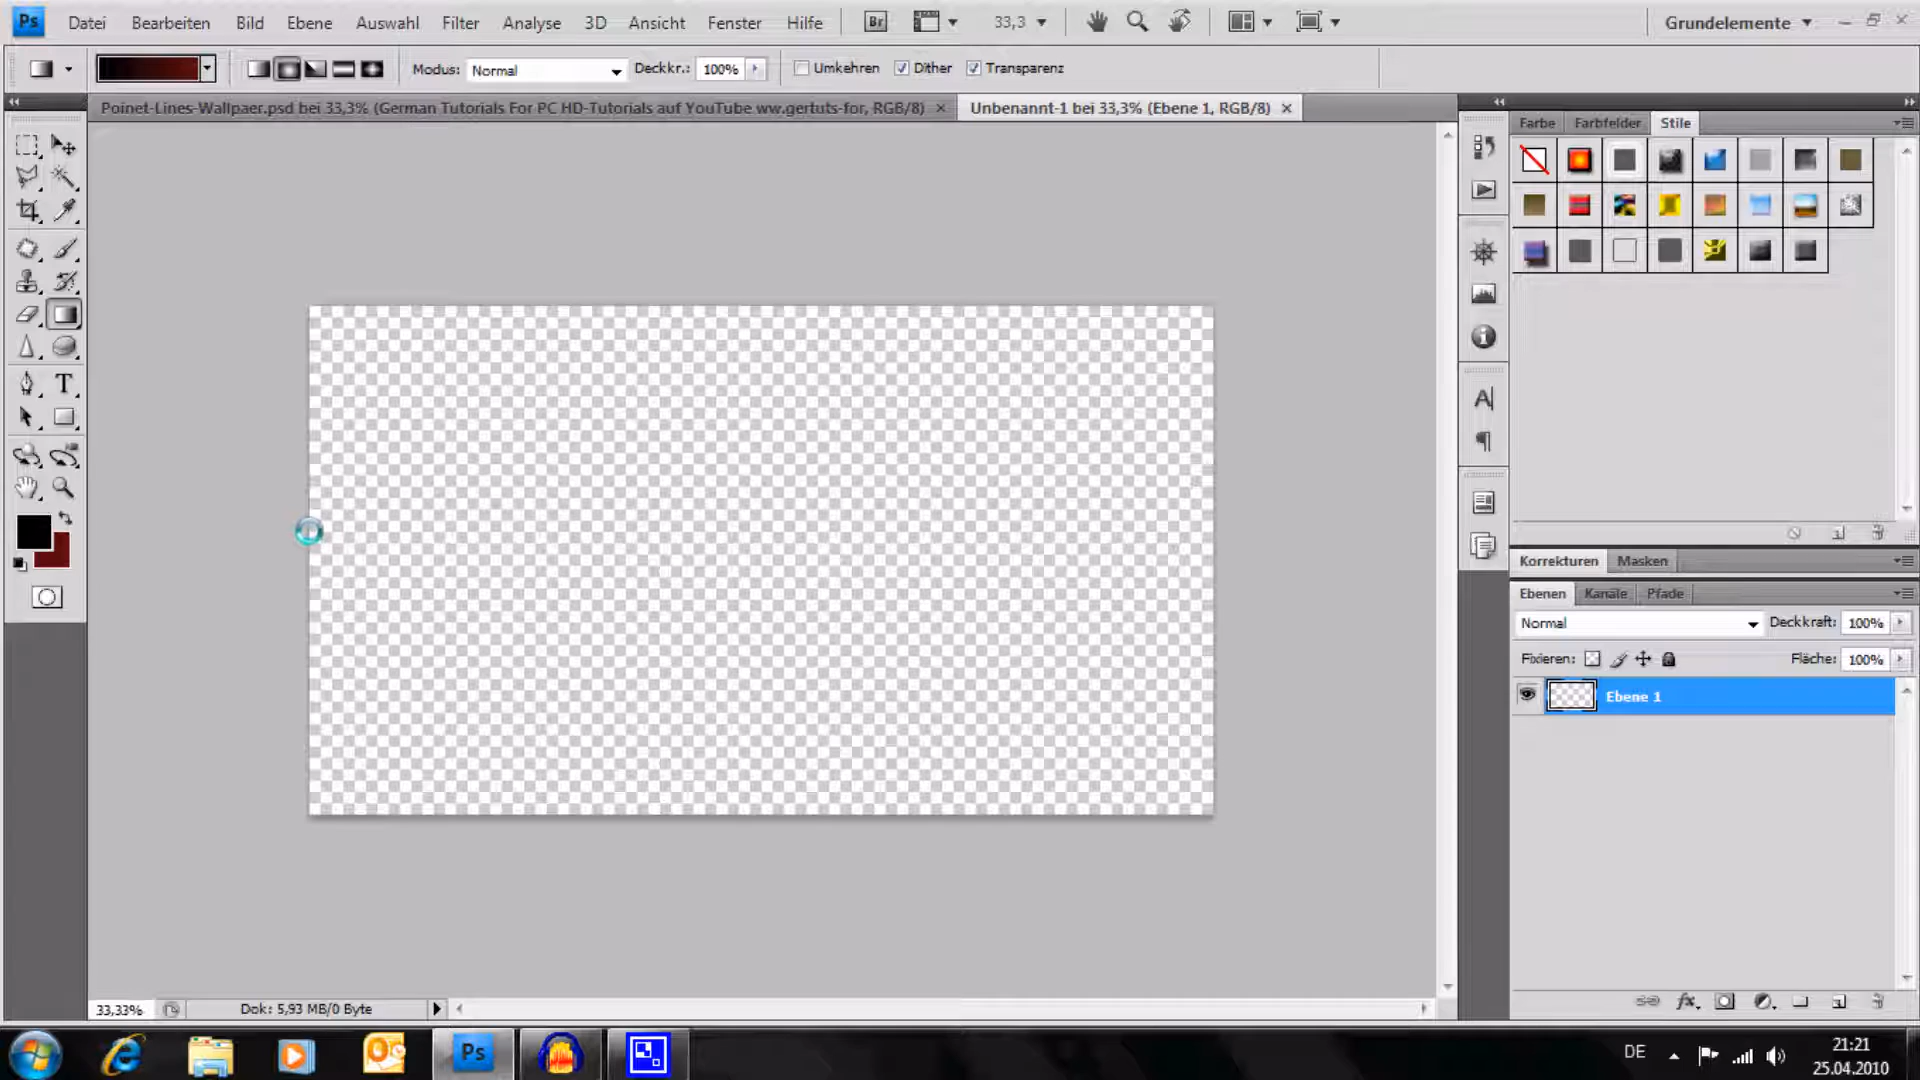 Ps Datei Bearbeiten Bild Ebene Auswahl Filter Analyse 3D Ansicht Fenster Hilfe Br 33,3 Grundelemente
Modus: Normal Deckkr.: 100% Umkehren Dither Transparenz
Poinet-Lines-Wallpaer.psd bei 33,3% (German Tutorials For PC HD-Tutorials auf YouTube ww.gertuts-for, RGB/8) × Unbenannt-1 bei 33,3% (Ebene 1, RGB/8) ×
Farbe Farbfelder Stile
T
A
Korrekturen Masken
Ebenen Kanäle Pfade
Normal Deckkraft: 100%
Fixieren: Fläche: 100%
Ebene 1
fx
33,33% Dok: 5,93 MB/0 Byte
Ps DE 21:21
25.04.2010